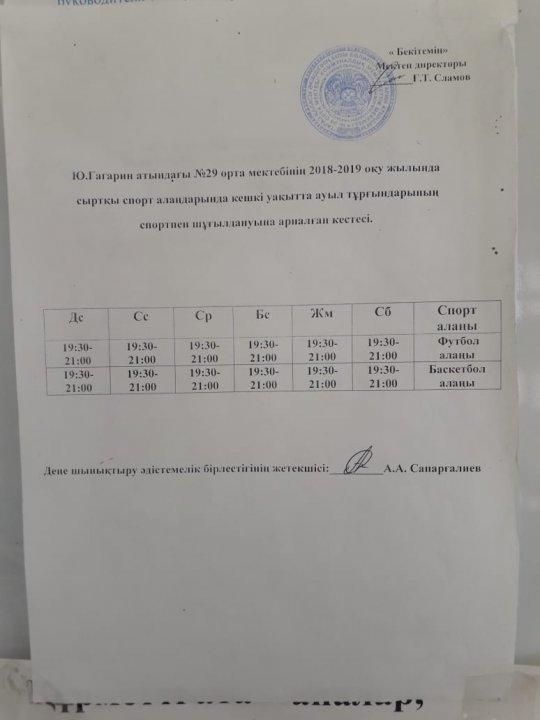 « Бекітемін»
Мектеп директоры
Ғ.Т. Сламов
Ю.Гагарин атындағы №29 орта мектебінің 2018-2019 оқу жылында
сыртқы спорт алаңдарында кешкі уақытта ауыл тұрғындарының
спортпен шұғылдануына арналған кестесі.
Дс Сс Ср Бс Жм Сб Спорт алаңы
19:30-21:00 19:30-21:00 19:30-21:00 19:30-21:00 19:30-21:00 19:30-21:00 Футбол алаңы
19:30-21:00 19:30-21:00 19:30-21:00 19:30-21:00 19:30-21:00 19:30-21:00 Баскетбол алаңы
Дене шынықтыру әдістемелік бірлестігінің жетекшісі:________А.А. Сапаргалиев